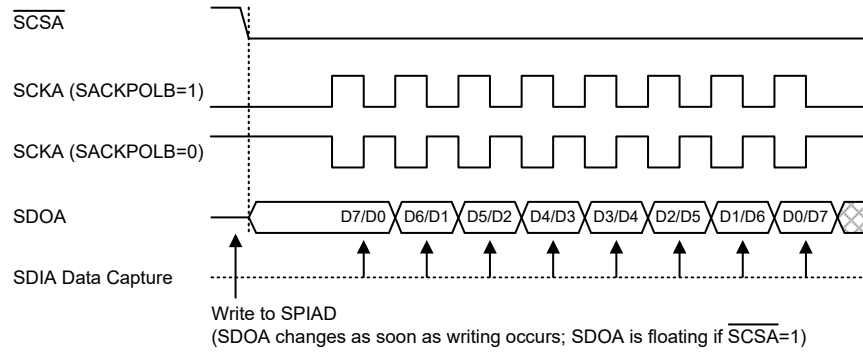 SCSA
SCKA (SACKPOLB=1)
SCKA (SACKPOLB=0)
SDOA D7/D0 D6/D1 D5/D2 D4/D3 D3/D4 D2/D5 D1/D6 D0/D7
SDIA Data Capture
Write to SPIAD
(SDOA changes as soon as writing occurs; SDOA is floating if SCSA=1)